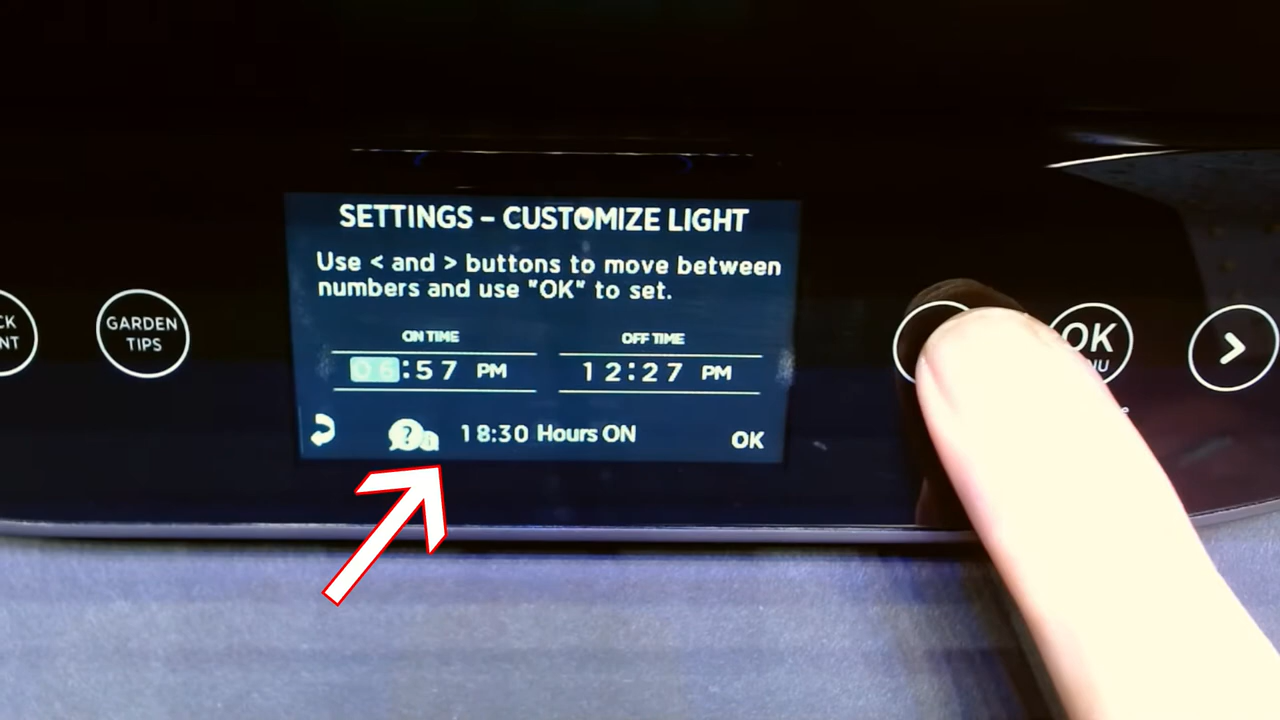 SETTINGS – CUSTOMIZE LIGHT
Use < and > buttons to move between
numbers and use "OK" to set.
ON TIME
OFF TIME
06:57 PM
12:27 PM
18:30 Hours ON
OK
GARDEN
TIPS
OK
>